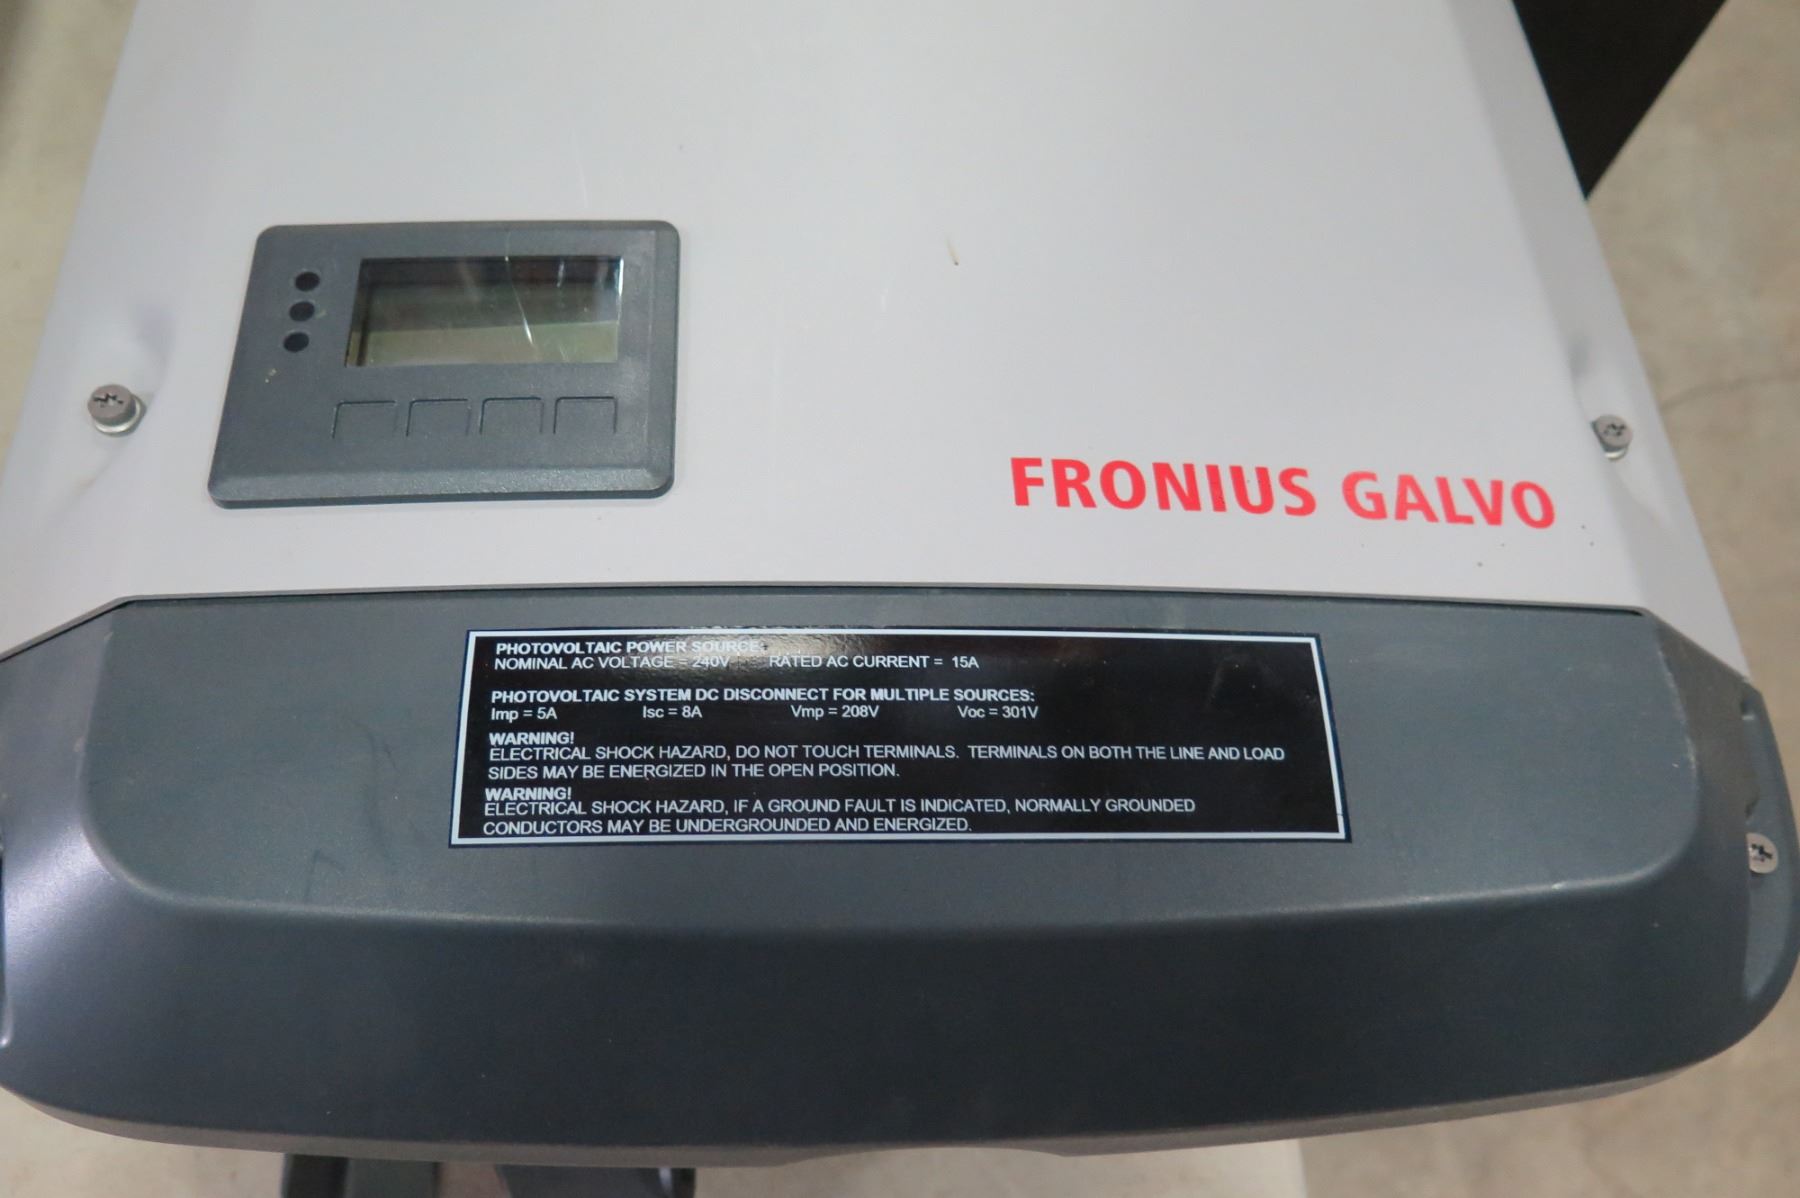 FRONIUS GALVO
PHOTOVOLTAIC POWER SOURCE:
NOMINAL AC VOLTAGE = 240V RATED AC CURRENT = 15A
PHOTOVOLTAIC SYSTEM DC DISCONNECT FOR MULTIPLE SOURCES:
Imp = 5A Isc = 8A Vmp = 208V Voc = 301V
WARNING!
ELECTRICAL SHOCK HAZARD, DO NOT TOUCH TERMINALS. TERMINALS ON BOTH THE LINE AND LOAD
SIDES MAY BE ENERGIZED IN THE OPEN POSITION.
WARNING!
ELECTRICAL SHOCK HAZARD, IF A GROUND FAULT IS INDICATED, NORMALLY GROUNDED
CONDUCTORS MAY BE UNDERGROUNDED AND ENERGIZED.